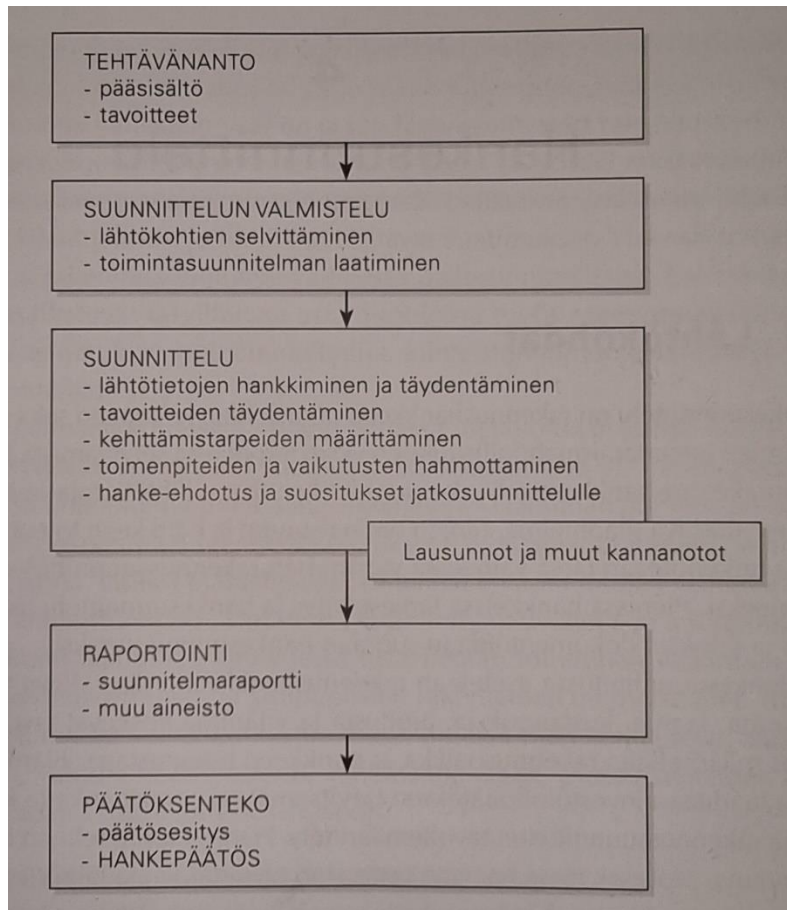 TEHTÄVÄNANTO
- pääsisältö
- tavoitteet
SUUNNITTELUN VALMISTELU
- lähtökohtien selvittäminen
- toimintasuunnitelman laatiminen
SUUNNITTELU
- lähtötietojen hankkiminen ja täydentäminen
- tavoitteiden täydentäminen
- kehittämistarpeiden määrittäminen
- toimenpiteiden ja vaikutusten hahmottaminen
- hanke-ehdotus ja suositukset jatkosuunnittelulle
Lausunnot ja muut kannanotot
RAPORTOINTI
- suunnitelmaraportti
- muu aineisto
PÄÄTÖKSENTEKO
- päätösesitys
- HANKEPÄÄTÖS